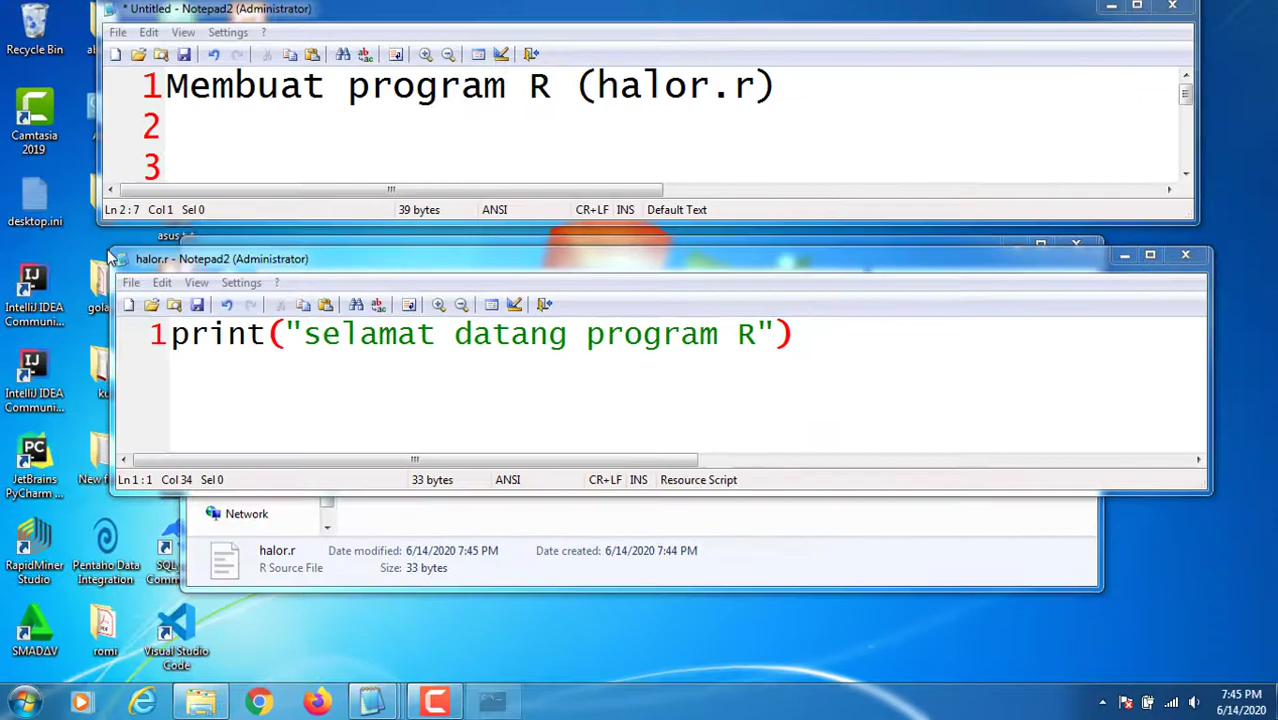 Recycle Bin
Camtasia
2019
desktop.ini
IntelliJ IDEA
Communi...
IntelliJ IDEA
Communi...
JetBrains
PyCharm ...
RapidMiner
Studio
Pentaho Data
Integration
SMADΔV
romi
Visual Studio
Code
* Untitled - Notepad2 (Administrator)
File Edit View Settings ?
1 Membuat program R (halor.r)
2
3
Ln 2 : 7 Col 1 Sel 0 39 bytes ANSI CR+LF INS Default Text
halor.r - Notepad2 (Administrator)
File Edit View Settings ?
1 print("selamat datang program R")
Ln 1 : 1 Col 34 Sel 0 33 bytes ANSI CR+LF INS Resource Script
Network
halor.r Date modified: 6/14/2020 7:45 PM Date created: 6/14/2020 7:44 PM
R Source File Size: 33 bytes
7:45 PM
6/14/2020